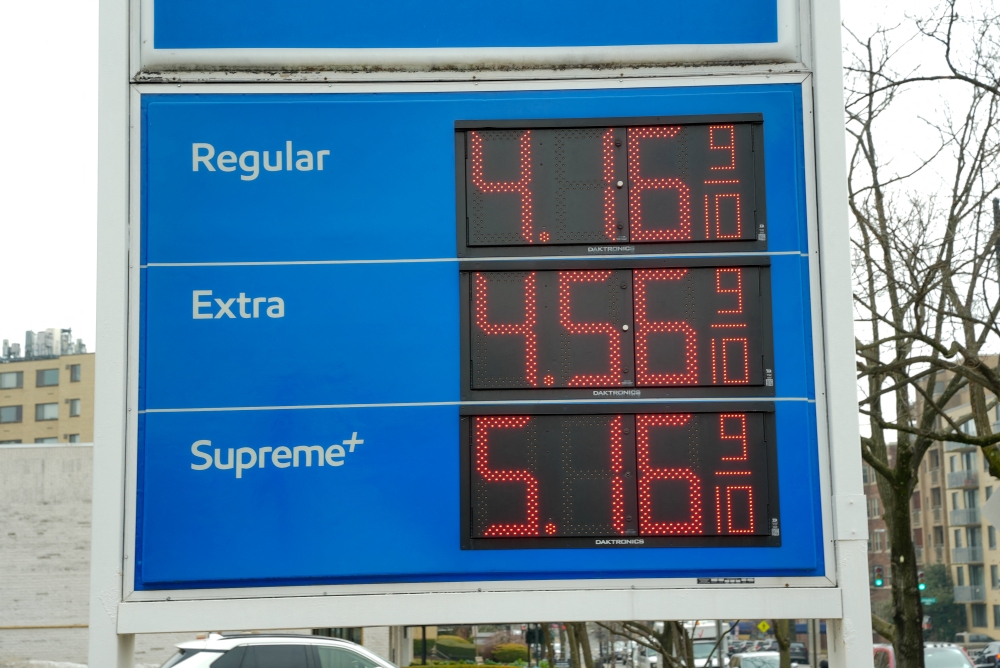 Regular 4.16 9/10
DAKTRONICS
Extra 4.56 9/10
DAKTRONICS
Supreme+ 5.16 9/10
DAKTRONICS